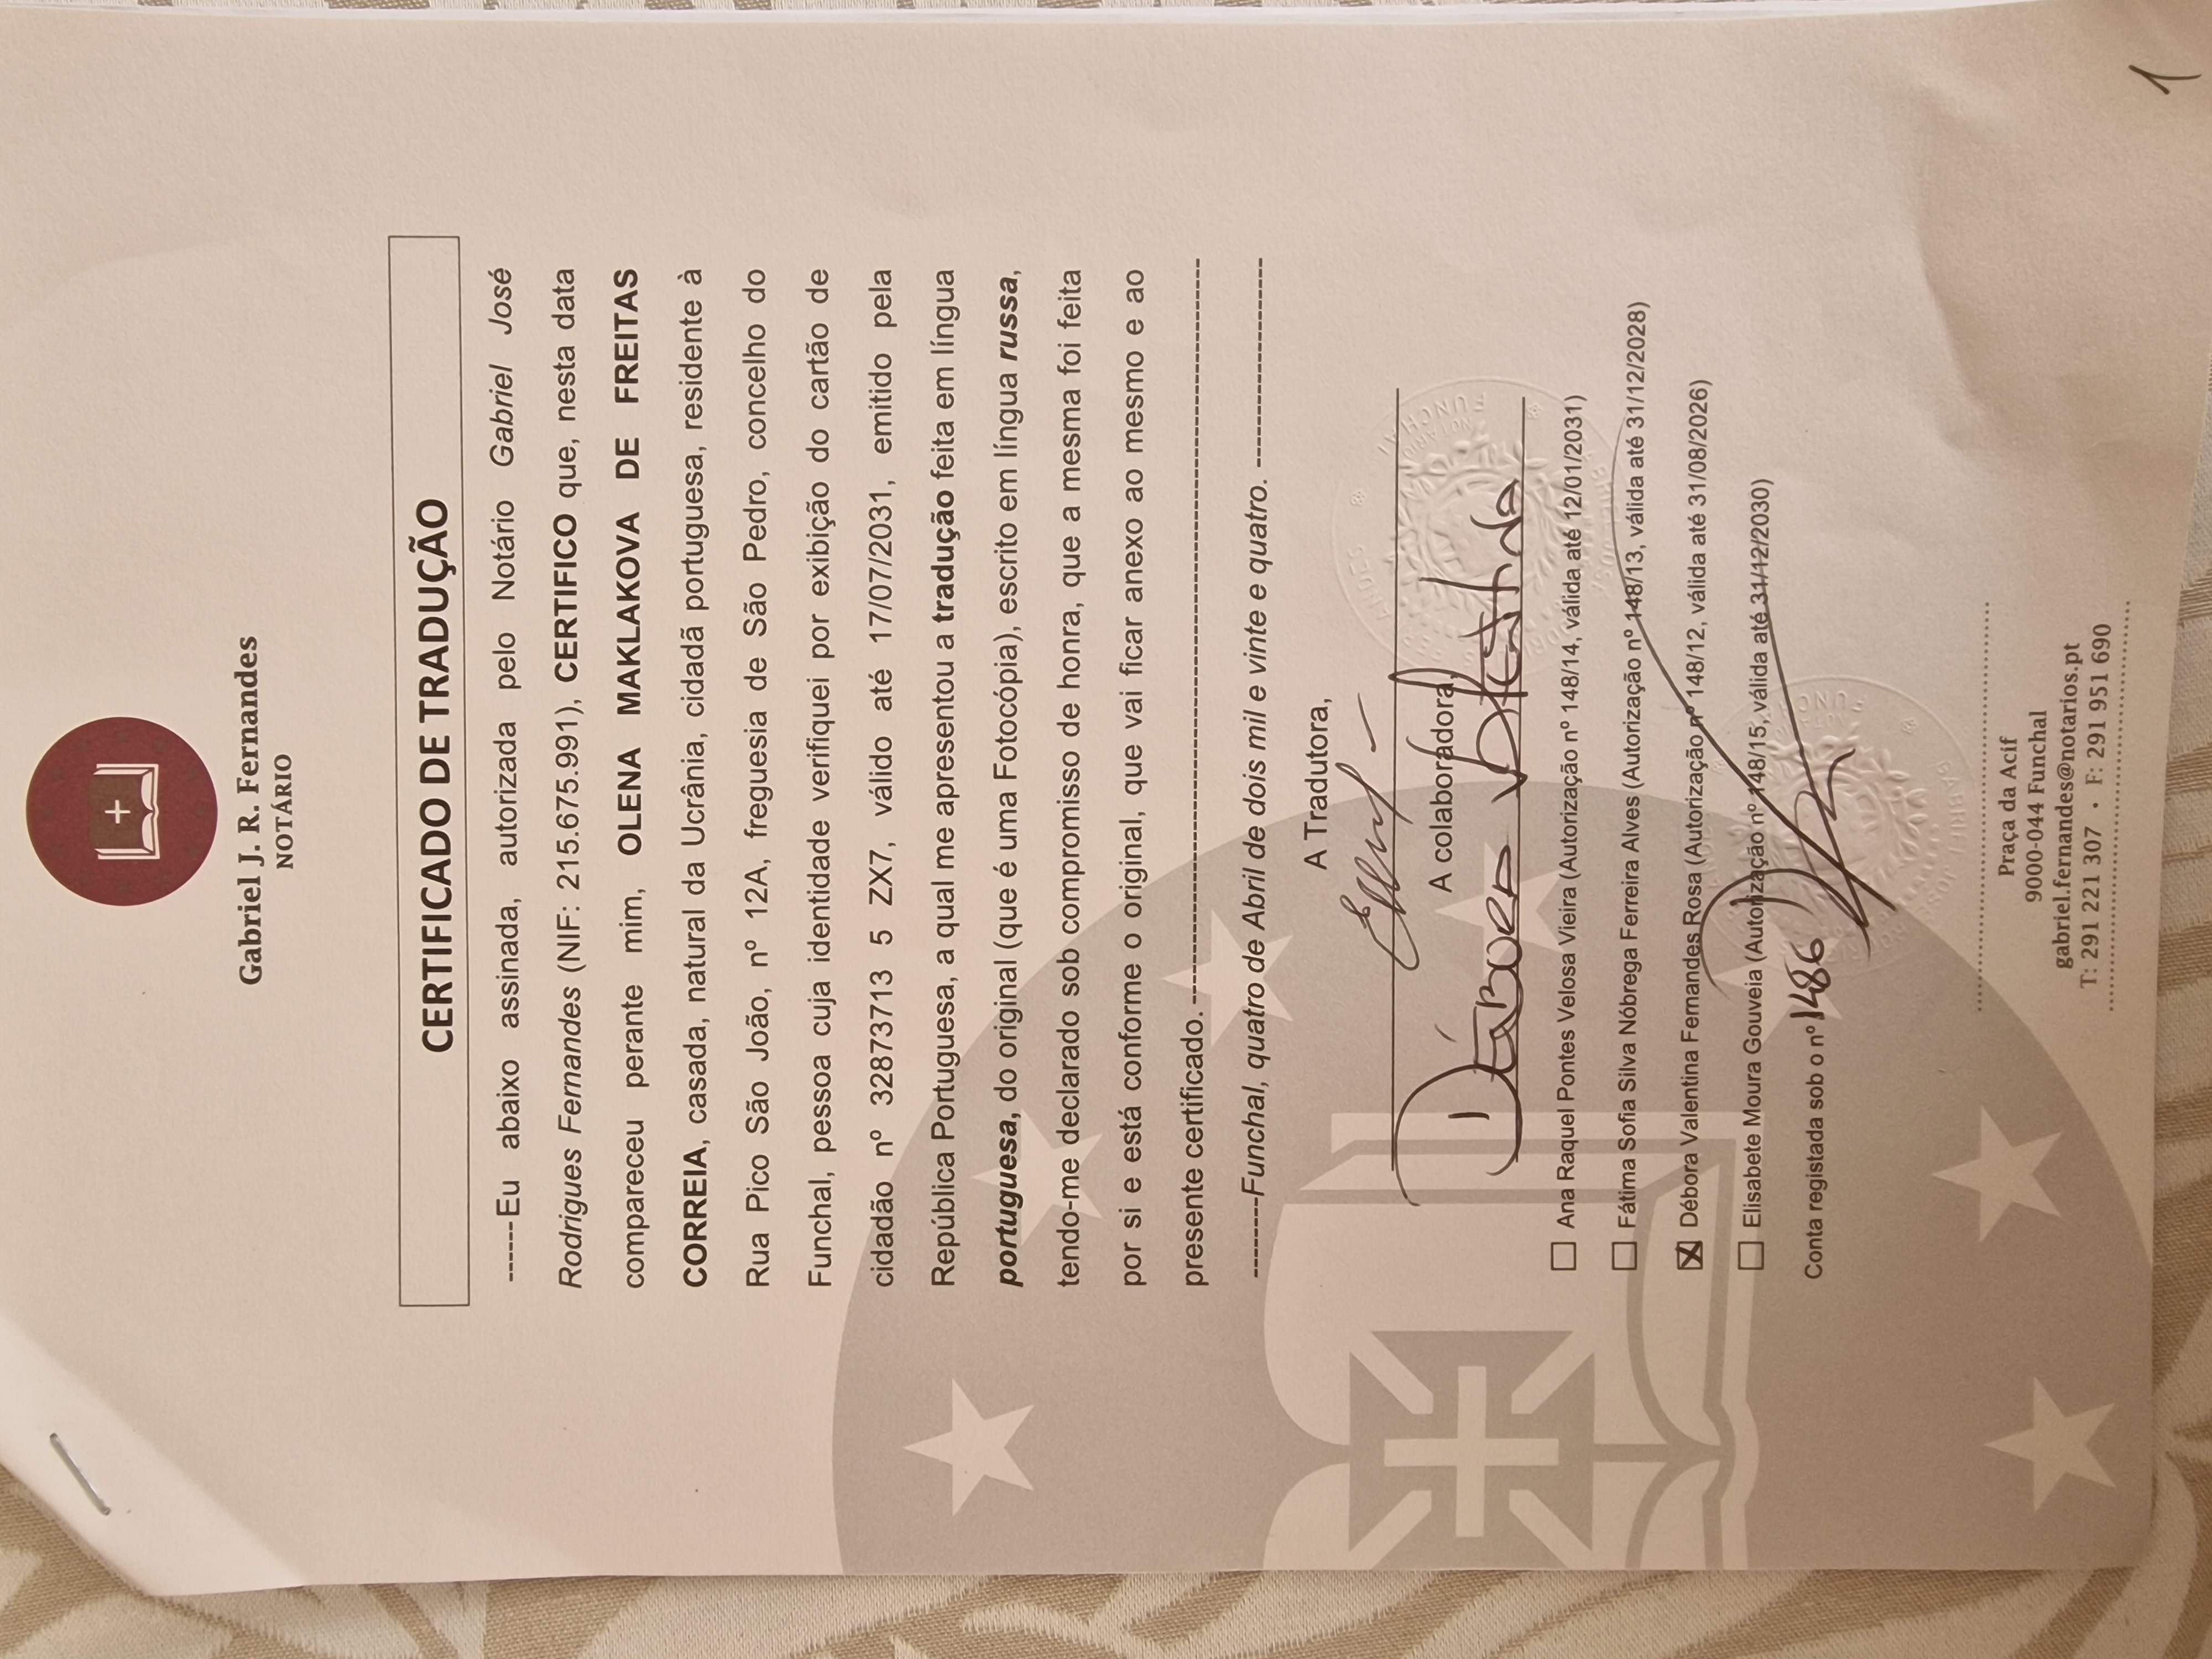 Gabriel J. R. Fernandes
NOTÁRIO
CERTIFICADO DE TRADUÇÃO
------Eu abaixo assinada, autorizada pelo Notário Gabriel José
Rodrigues Fernandes (NIF: 215.675.991), CERTIFICO que, nesta data
compareceu perante mim, OLENA MAKLAKOVA DE FREITAS
CORREIA, casada, natural da Ucrânia, cidadã portuguesa, residente à
Rua Pico São João, nº 12A, freguesia de São Pedro, concelho do
Funchal, pessoa cuja identidade verifiquei por exibição do cartão de
cidadão nº 32873713 5 ZX7, válido até 17/07/2031, emitido pela
República Portuguesa, a qual me apresentou a tradução feita em língua
portuguesa, do original (que é uma Fotocópia), escrito em língua russa,
tendo-me declarado sob compromisso de honra, que a mesma foi feita
por si e está conforme o original, que vai ficar anexo ao mesmo e ao
presente certificado. ------------------------------------------------------------
-------Funchal, quatro de Abril de dois mil e vinte e quatro. -----------------
A Tradutora,
A colaboradora,
Ana Raquel Pontes Velosa Vieira (Autorização nº 148/14, válida até 12/01/2031)
Fátima Sofia Silva Nóbrega Ferreira Alves (Autorização nº 148/13, válida até 31/12/2028)
X Débora Valentina Fernandes Rosa (Autorização nº 148/12, válida até 31/08/2026)
Elisabete Moura Gouveia (Autorização nº 148/15, válida até 31/12/2030)
Conta registada sob o nº 1486
Praça da Acif
9000-044 Funchal
gabriel.fernandes@notarios.pt
T: 291 221 307 · F: 291 951 690
1